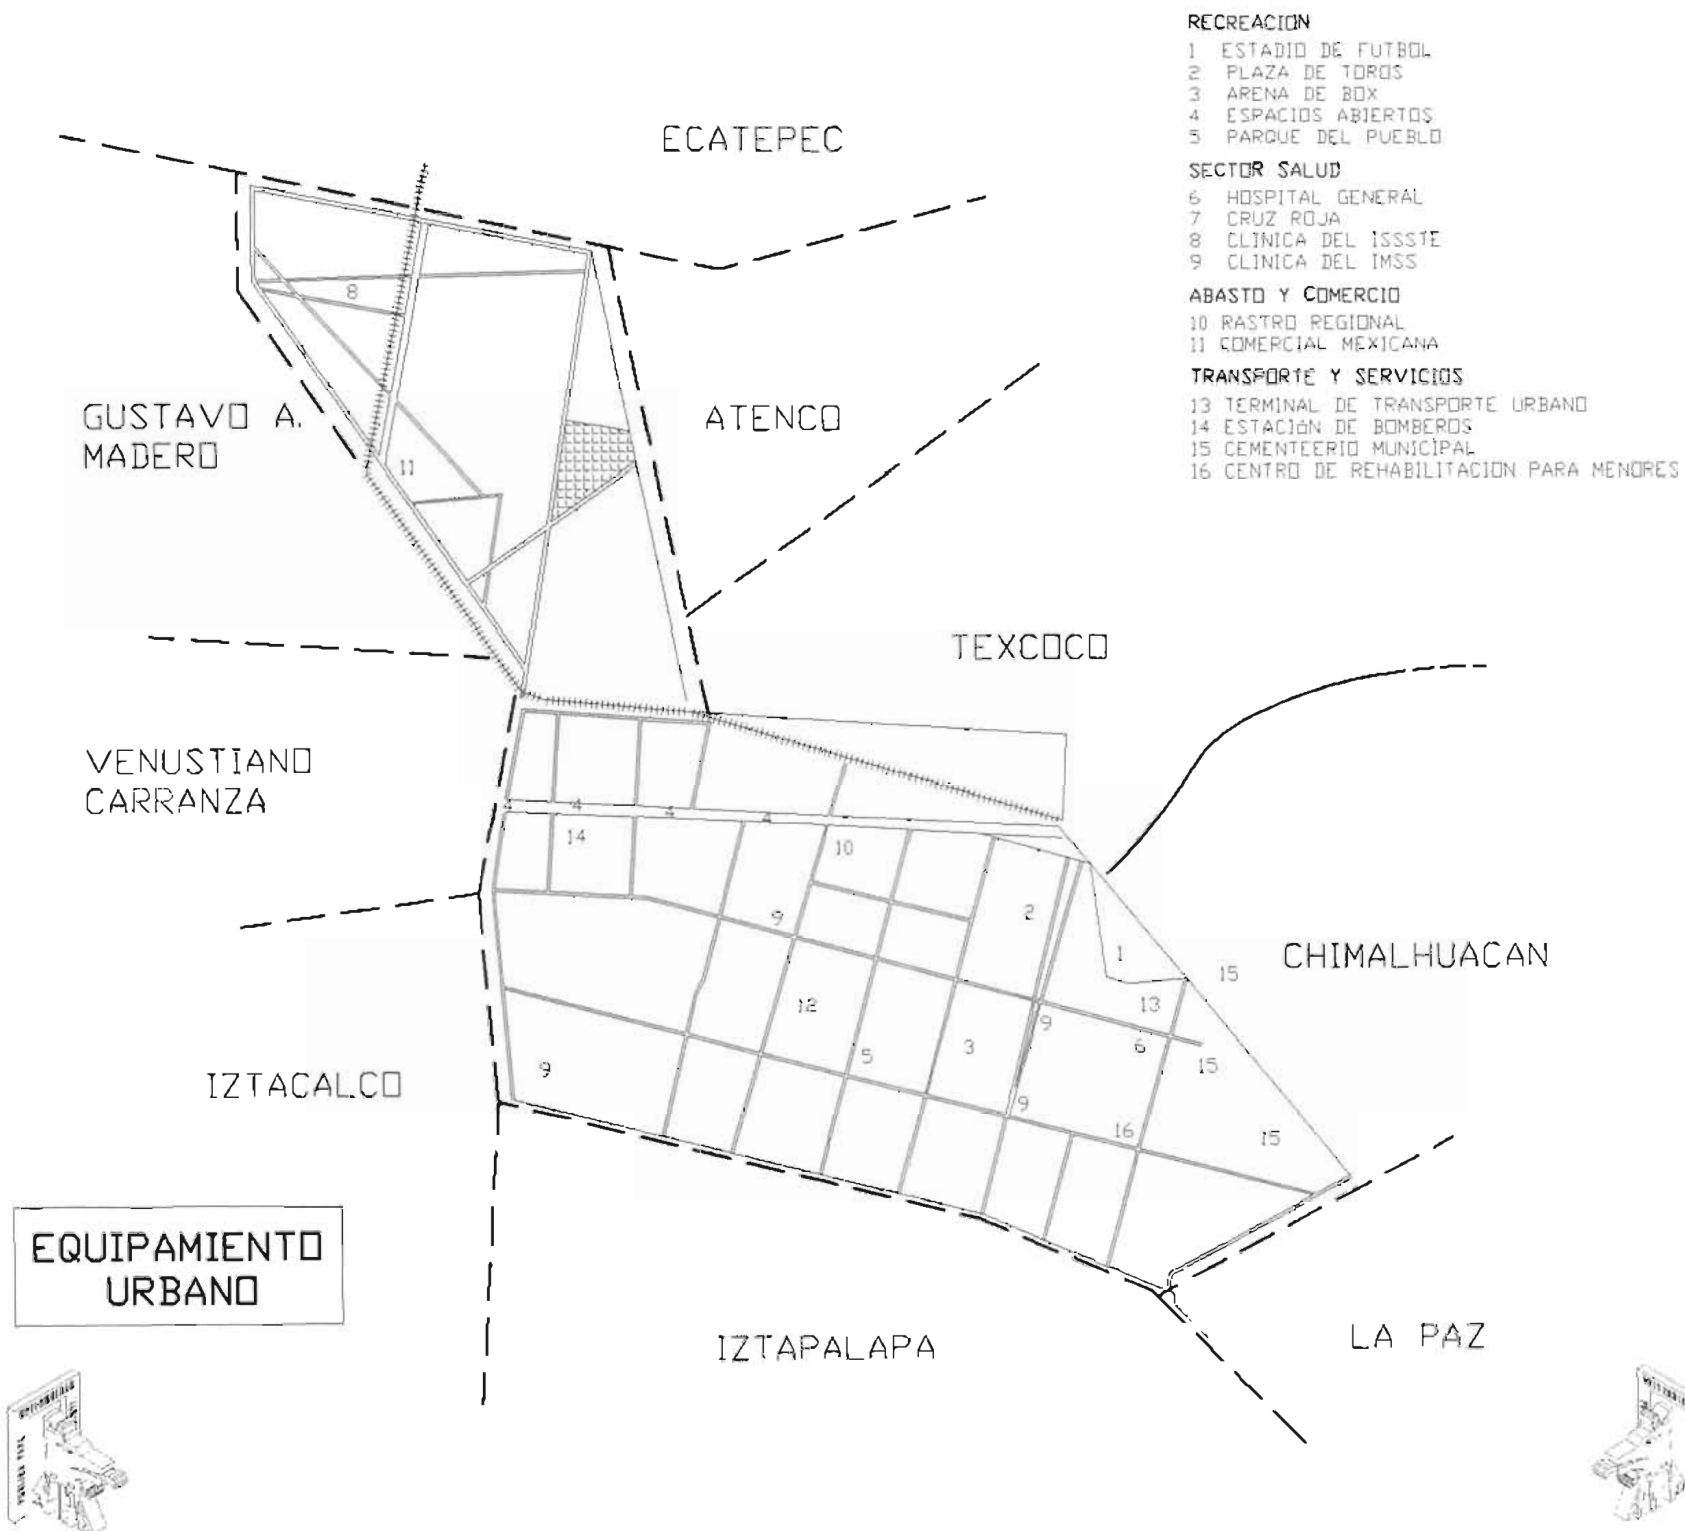 RECREACION
1 ESTADIO DE FUTBOL
2 PLAZA DE TOROS
3 ARENA DE BOX
4 ESPACIOS ABIERTOS
5 PARQUE DEL PUEBLO
SECTOR SALUD
6 HOSPITAL GENERAL
7 CRUZ ROJA
8 CLINICA DEL ISSSTE
9 CLINICA DEL IMSS
ABASTO Y COMERCIO
10 RASTRO REGIONAL
11 COMERCIAL MEXICANA
TRANSPORTE Y SERVICIOS
13 TERMINAL DE TRANSPORTE URBANO
14 ESTACIóN DE BOMBEROS
15 CEMENTEERIO MUNICIPAL
16 CENTRO DE REHABILITACION PARA MENORES
ECATEPEC
8
GUSTAVO A.
MADERO
ATENCO
11
TEXCOCO
VENUSTIANO
CARRANZA
4
4
4
4
14
10
9
2
1
15
CHIMALHUACAN
12
13
9
6
3
5
15
9
IZTACALCO
9
16
15
EQUIPAMIENTO
URBANO
IZTAPALAPA
LA PAZ